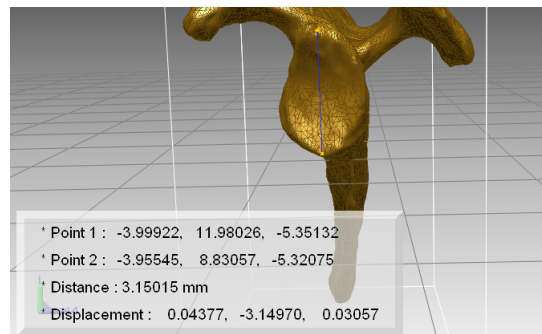 * Point 1 : -3.99922, 11.98026, -5.35132
* Point 2 : -3.95545, 8.83057, -5.32075
* Distance : 3.15015 mm
* Displacement : 0.04377, -3.14970, 0.03057